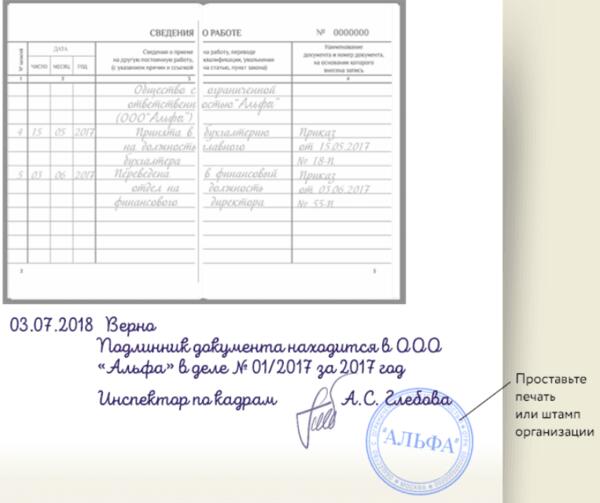 СВЕДЕНИЯ О РАБОТЕ № 0000000
№ записи
ДАТА
число месяц год
Сведения о приеме на работу, переводе
на другую постоянную работу, квалификации, увольнении
(с указанием причин и ссылкой на статью, пункт закона)
Наименование
документа и номер документа,
на основании которого
внесена запись
1 2 3 4
Общество с ограниченной
ответственностью "Альфа"
(ООО "Альфа")
4 15 05 2017 Принята в бухгалтерию Приказ
на должность главного от 15.05.2017
бухгалтера № 18-п
5 03 06 2017 Переведена в финансовый Приказ
отдел на должность от 03.06.2017
финансового директора № 55-п
03.07.2018 Верно
Подлинник документа находится в ООО
«Альфа» в деле № 01/2017 за 2017 год
Инспектор по кадрам А.С. Глебова
"АЛЬФА"
МОСКВА
Проставьте
печать
или штамп
организации